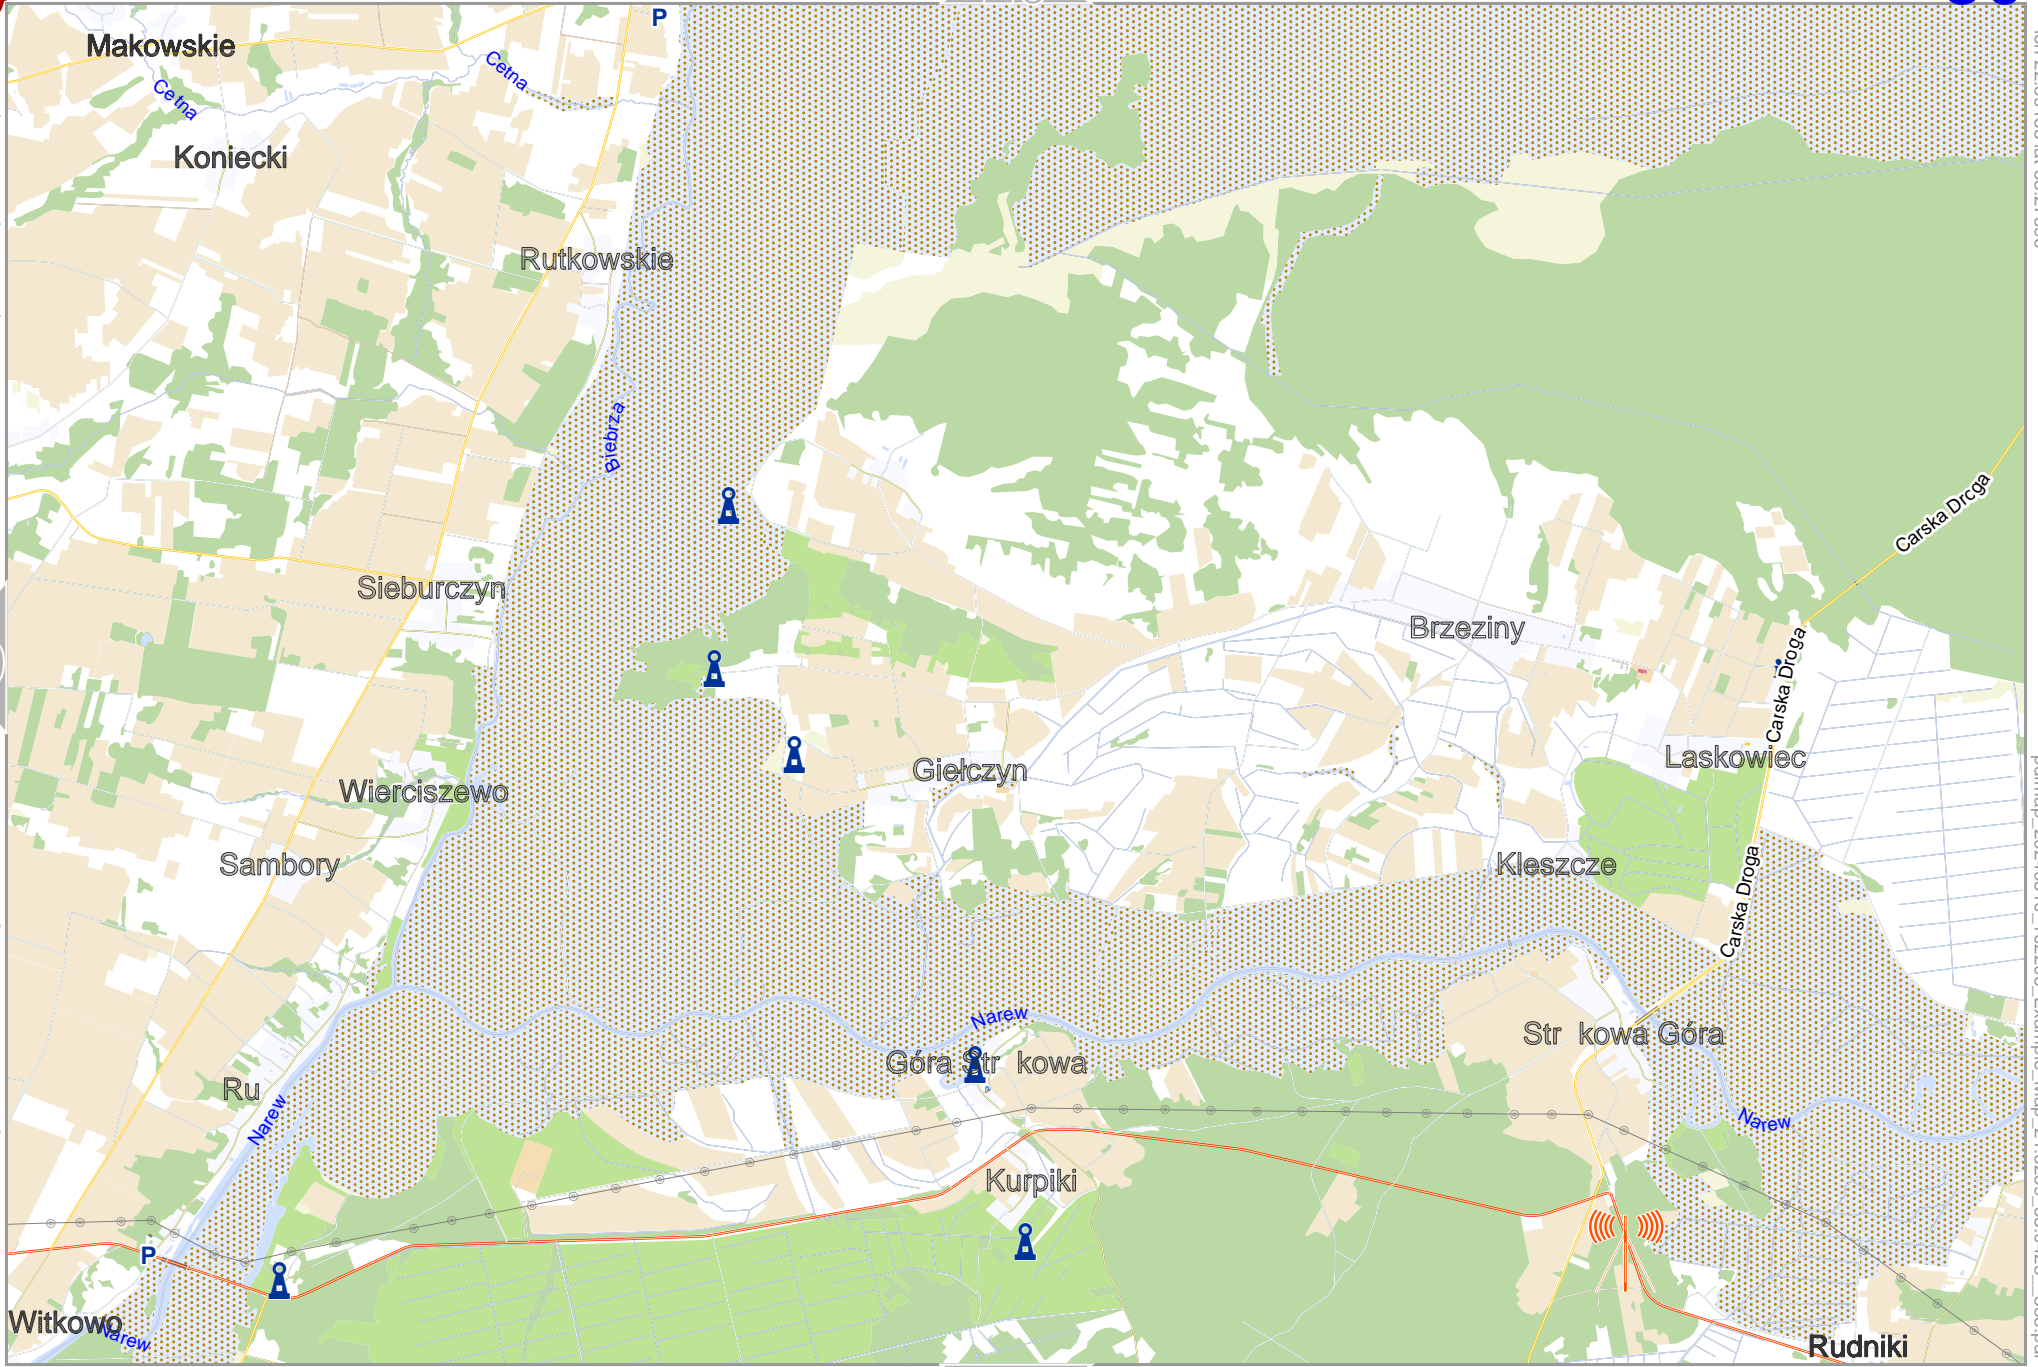 P
Makowskie
Cetna
Cetna
Koniecki
Rutkowskie
Biebrza
Carska Droga
Sieburczyn
Brzeziny
Carska Droga
Laskowiec
Giełczyn
Wierciszewo
Sambory
Kleszcze
Carska Droga
Narew
Str kowa Góra
Góra Str kowa
Ru
Narew
Narew
Kurpiki
P
Witkowo
Narew
Rudniki